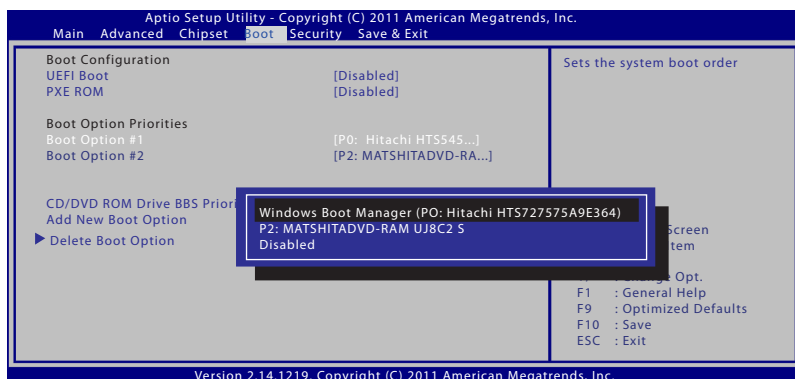 Aptio Setup Utility - Copyright (C) 2011 American Megatrends, Inc.
Main Advanced Chipset Boot Security Save & Exit
Boot Configuration
UEFI Boot [Disabled]
PXE ROM [Disabled]
Boot Option Priorities
Boot Option #1 [P0: Hitachi HTS545...]
Boot Option #2 [P2: MATSHITADVD-RA...]
CD/DVD ROM Drive BBS Priori
Add New Boot Option
Delete Boot Option
Windows Boot Manager (PO: Hitachi HTS727575A9E364)
P2: MATSHITADVD-RAM UJ8C2 S
Disabled
Sets the system boot order
Screen
tem
Opt.
F1 : General Help
F9 : Optimized Defaults
F10 : Save
ESC : Exit
Version 2.14.1219. Copyright (C) 2011 American Megatrends, Inc.